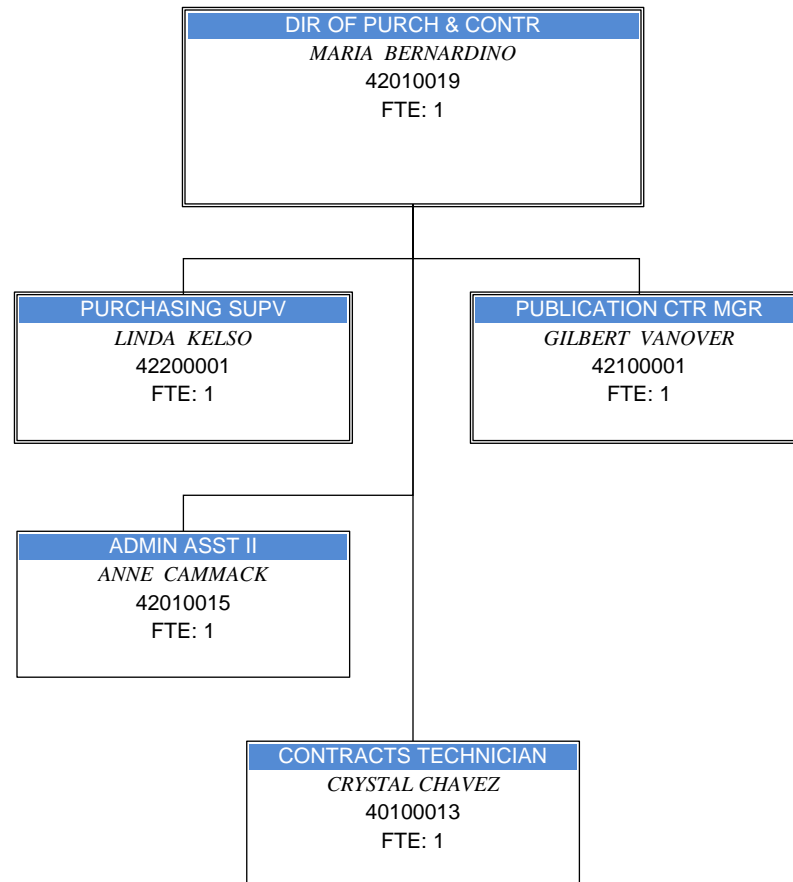 DIR OF PURCH & CONTR
MARIA BERNARDINO
42010019
FTE: 1
PURCHASING SUPV
LINDA KELSO
42200001
FTE: 1
PUBLICATION CTR MGR
GILBERT VANOVER
42100001
FTE: 1
ADMIN ASST II
ANNE CAMMACK
42010015
FTE: 1
CONTRACTS TECHNICIAN
CRYSTAL CHAVEZ
40100013
FTE: 1